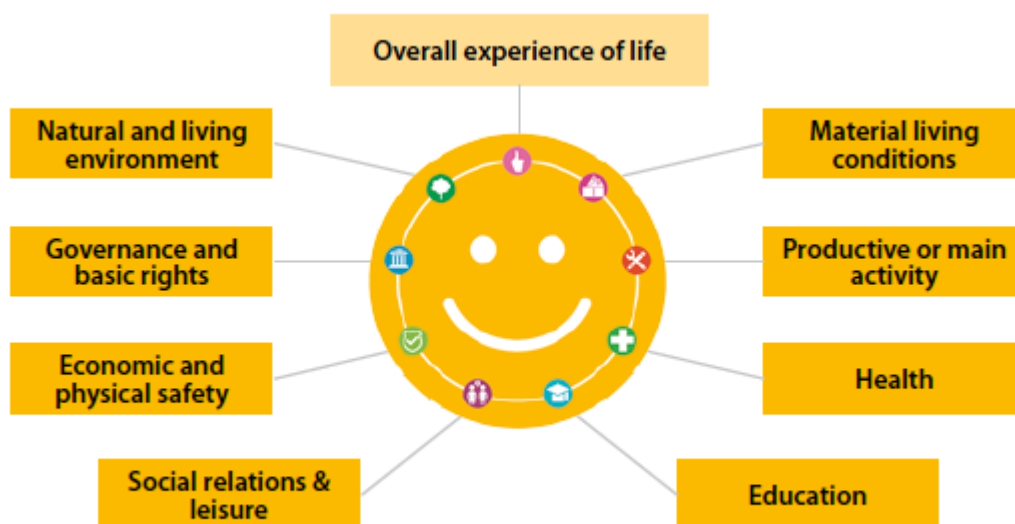 Overall experience of life
Natural and living
environment
Material living
conditions
Governance and
basic rights
Productive or main
activity
Economic and
physical safety
Health
Social relations &
leisure
Education